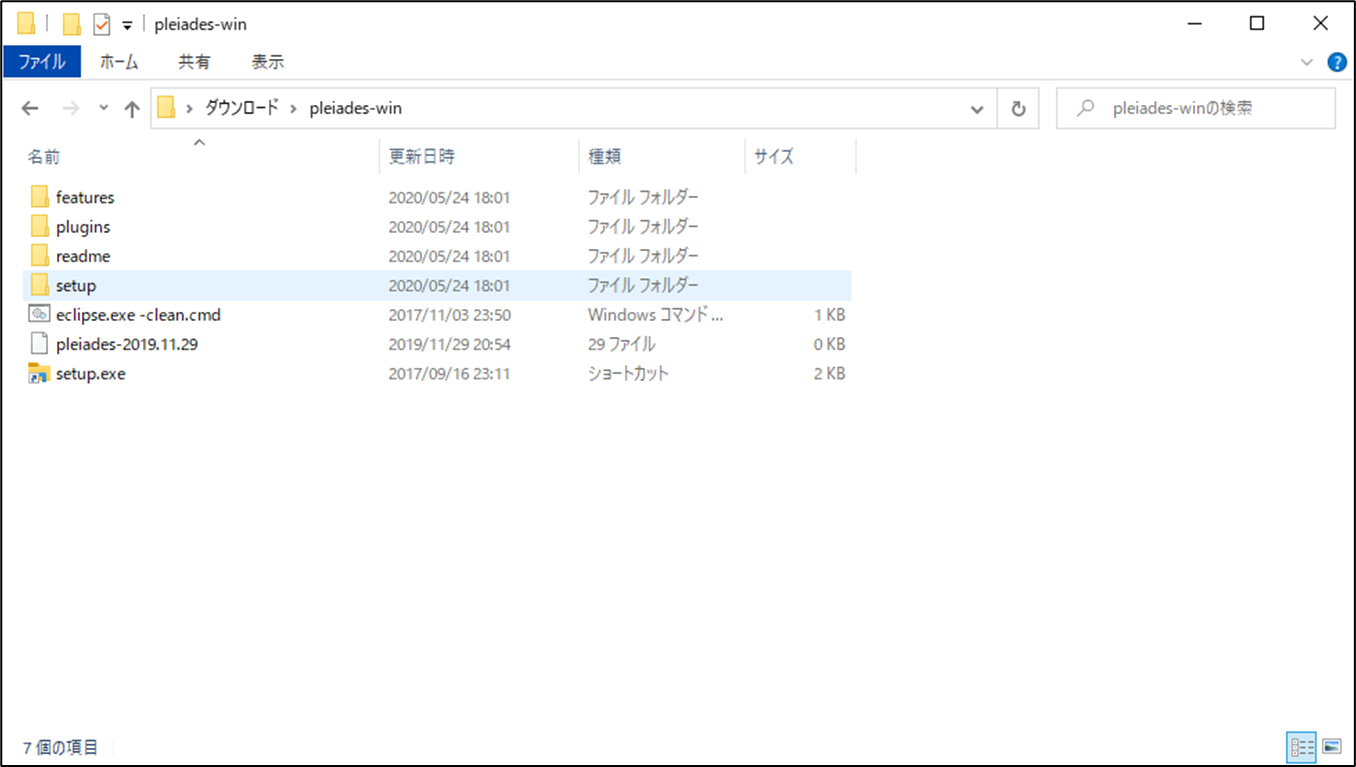 pleiades-win
ファイル ホーム 共有 表示
ダウンロード pleiades-win pleiades-winの検索
名前 更新日時 種類 サイズ
features 2020/05/24 18:01 ファイル フォルダー
plugins 2020/05/24 18:01 ファイル フォルダー
readme 2020/05/24 18:01 ファイル フォルダー
setup 2020/05/24 18:01 ファイル フォルダー
eclipse.exe -clean.cmd 2017/11/03 23:50 Windows コマンド ... 1 KB
pleiades-2019.11.29 2019/11/29 20:54 29 ファイル 0 KB
setup.exe 2017/09/16 23:11 ショートカット 2 KB
7 個の項目